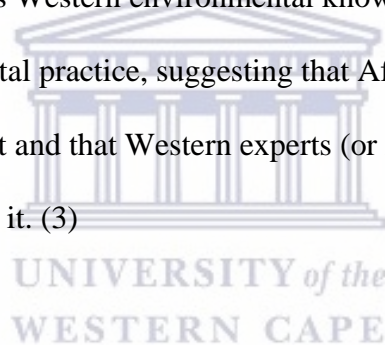 s Western environmental know
tal practice, suggesting that Af
t and that Western experts (or
it. (3)
UNIVERSITY of the
WESTERN CAPE